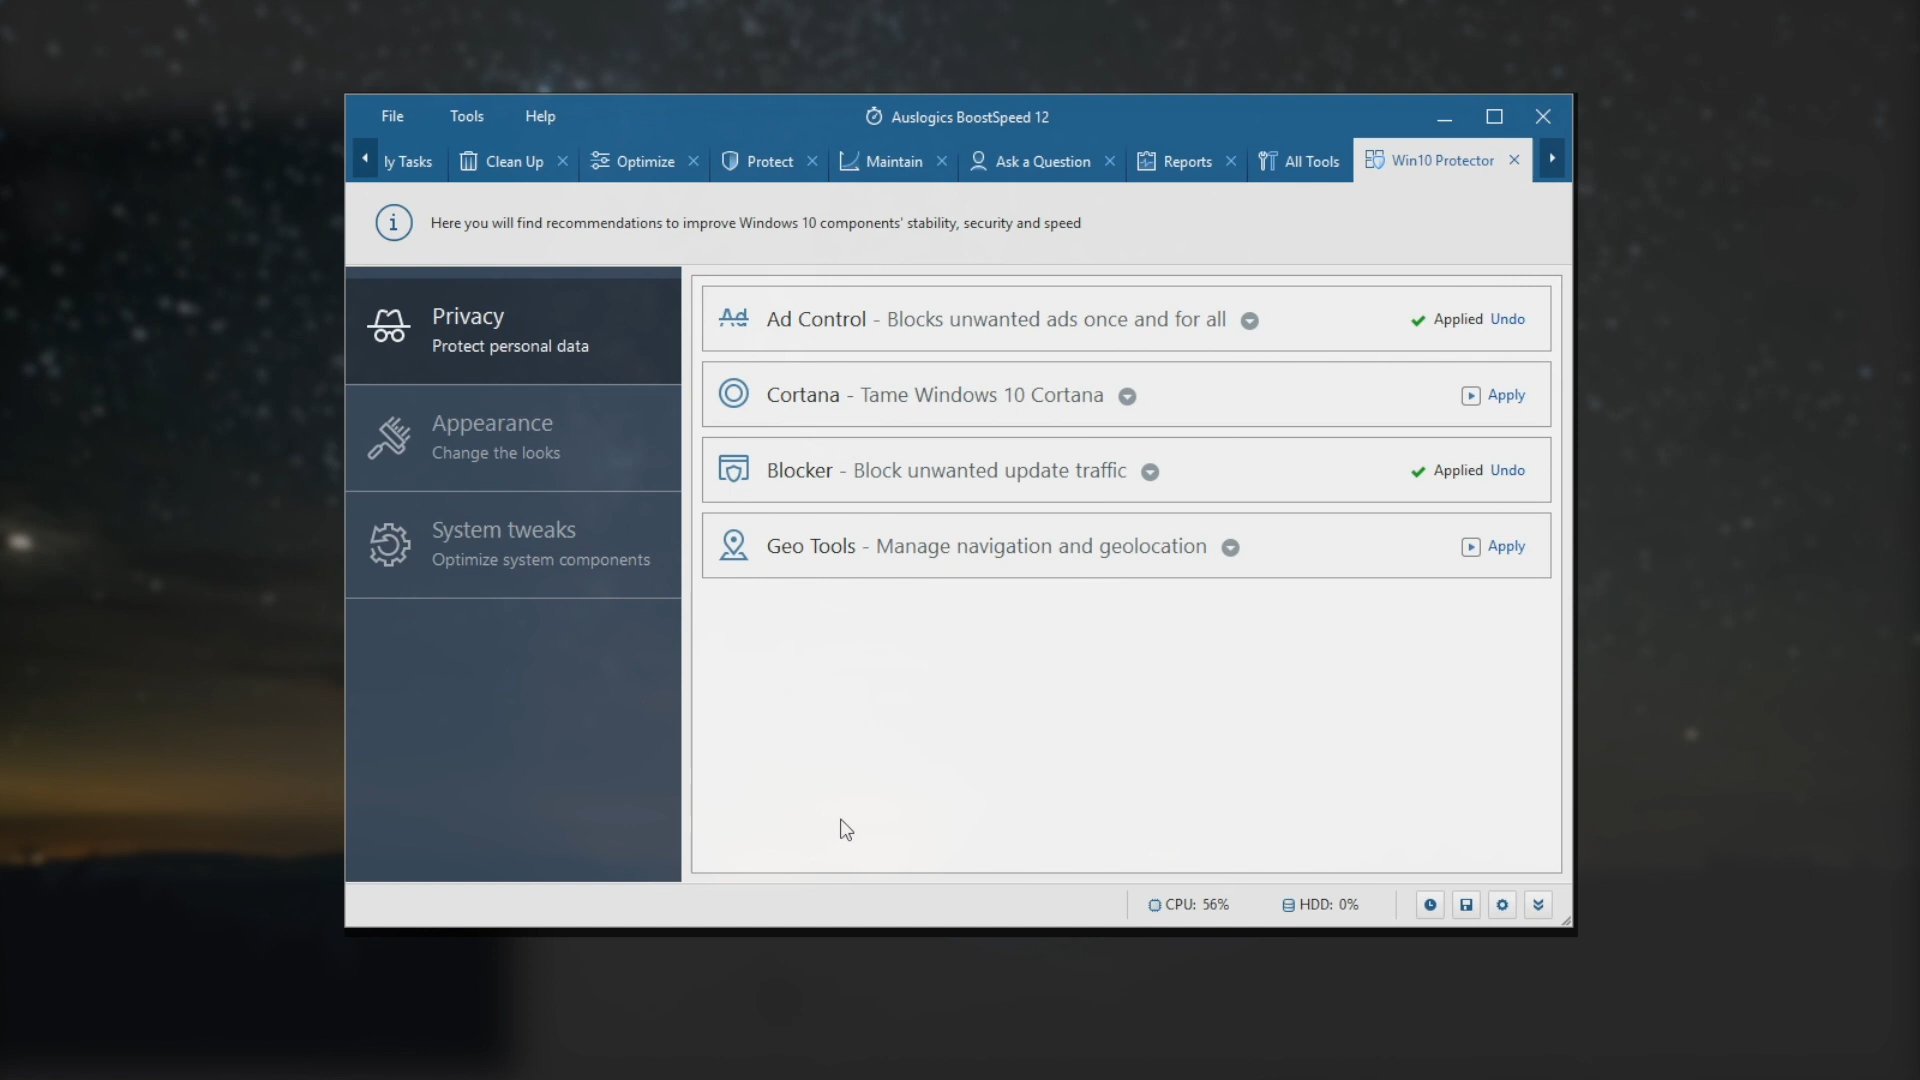 File Tools Help Auslogics BoostSpeed 12
ly Tasks Clean Up Optimize Protect Maintain Ask a Question Reports All Tools Win10 Protector
Here you will find recommendations to improve Windows 10 components' stability, security and speed
Privacy
Protect personal data
Appearance
Change the looks
System tweaks
Optimize system components
Ad Ad Control - Blocks unwanted ads once and for all Applied Undo
Cortana - Tame Windows 10 Cortana Apply
Blocker - Block unwanted update traffic Applied Undo
Geo Tools - Manage navigation and geolocation Apply
CPU: 56% HDD: 0%